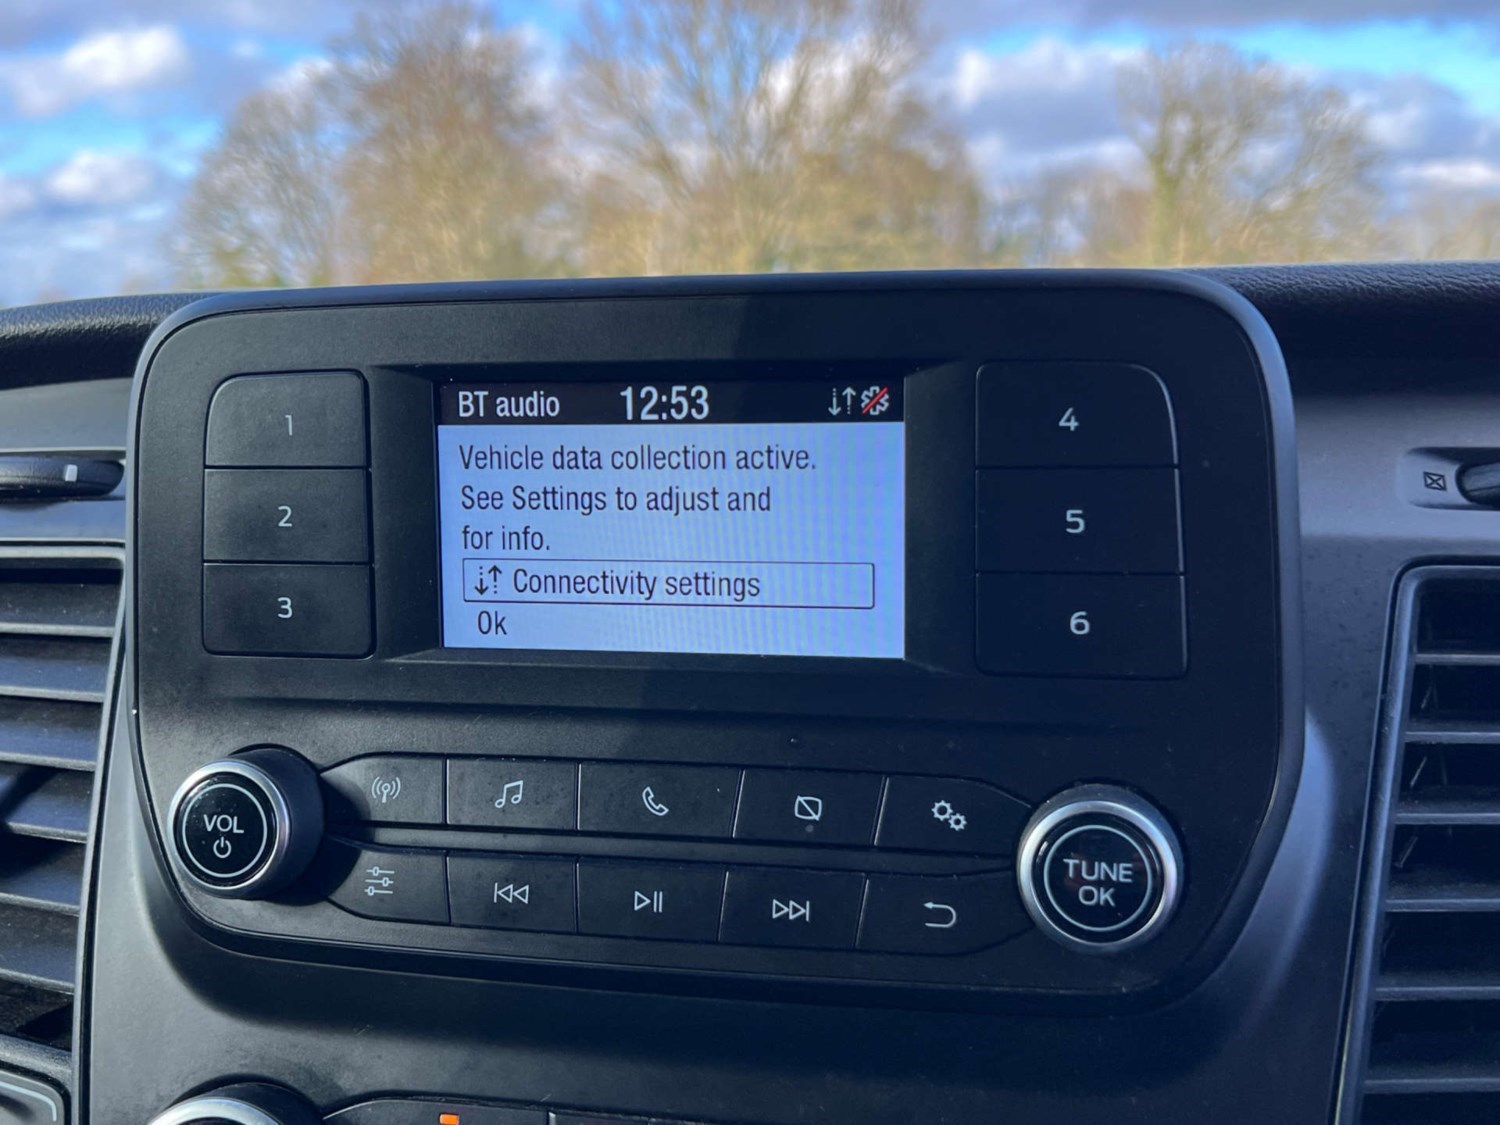 BT audio 12:53
Vehicle data collection active.
See Settings to adjust and
for info.
Connectivity settings
Ok
1
2
3
4
5
6
VOL
TUNE
OK